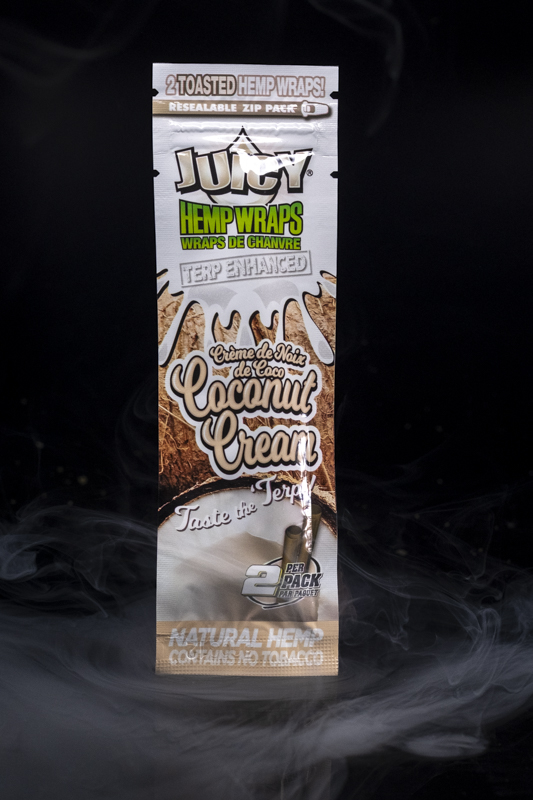 2 TOASTED HEMP WRAPS!
RESEALABLE ZIP PACK
JUICY®
HEMP WRAPS
WRAPS DE CHANVRE
TERP ENHANCED
Crème de Noix
de Coco
Coconut
Cream
Taste the 'Terp!'
2 PER
PACK
PAR PAQUET
NATURAL HEMP
CONTAINS NO TOBACCO